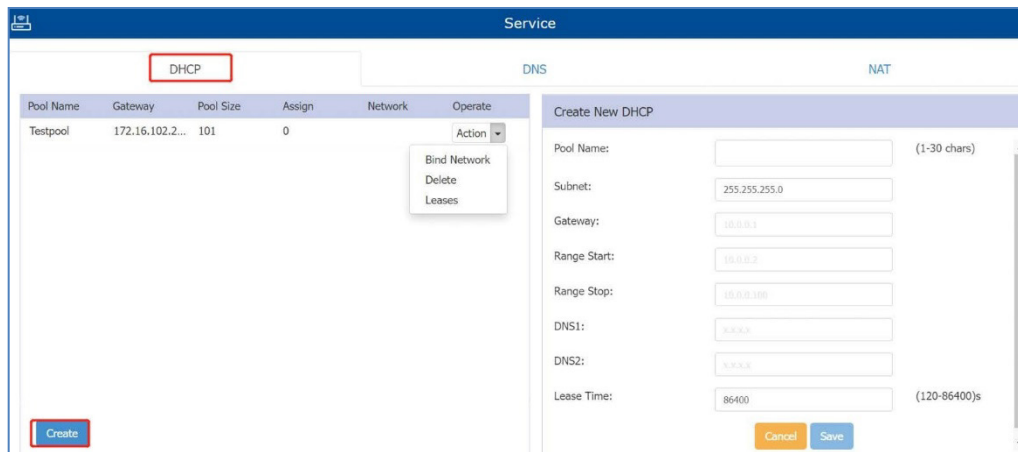 Service
DHCP DNS NAT
Pool Name Gateway Pool Size Assign Network Operate
Testpool 172.16.102.2... 101 0 Action
Bind Network
Delete
Leases
Create
Create New DHCP
Pool Name: (1-30 chars)
Subnet: 255.255.255.0
Gateway: 10.0.0.1
Range Start: 10.0.0.2
Range Stop: 10.0.0.100
DNS1: x.x.x.x
DNS2: x.x.x.x
Lease Time: 86400 (120-86400)s
Cancel Save